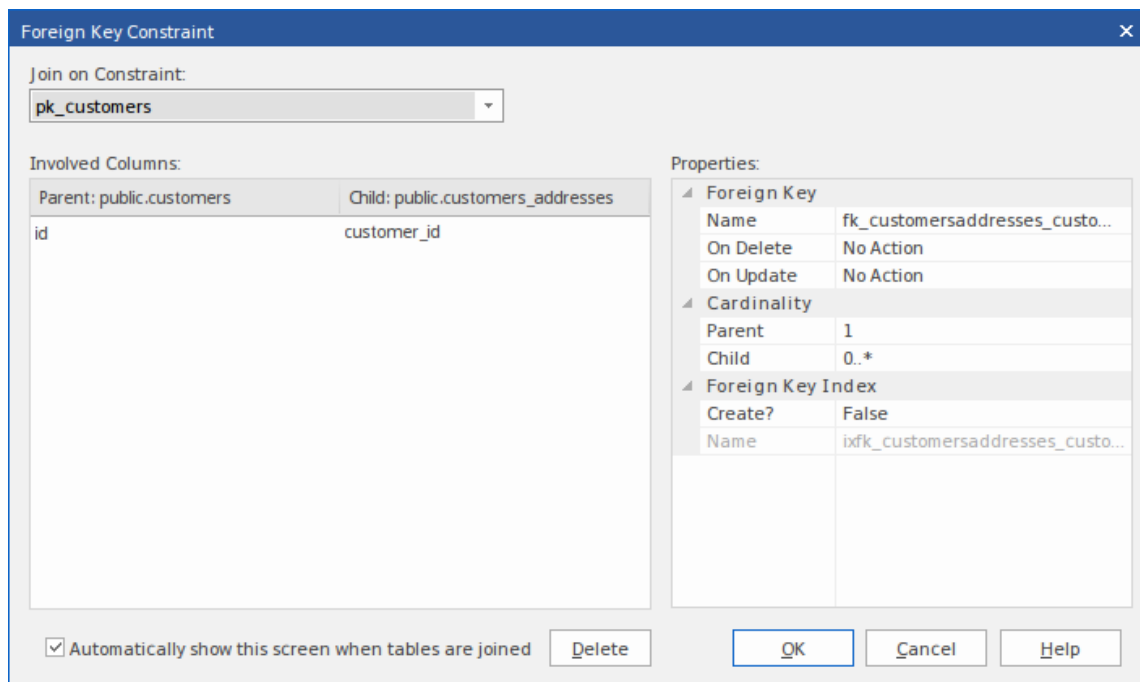 Foreign Key Constraint
Join on Constraint:
pk_customers
Involved Columns:
Parent: public.customers Child: public.customers_addresses
id customer_id
Properties:
Foreign Key
Name fk_customersaddresses_custo...
On Delete No Action
On Update No Action
Cardinality
Parent 1
Child 0..*
Foreign Key Index
Create? False
Name ixfk_customersaddresses_custo...
Automatically show this screen when tables are joined
Delete
OK
Cancel
Help